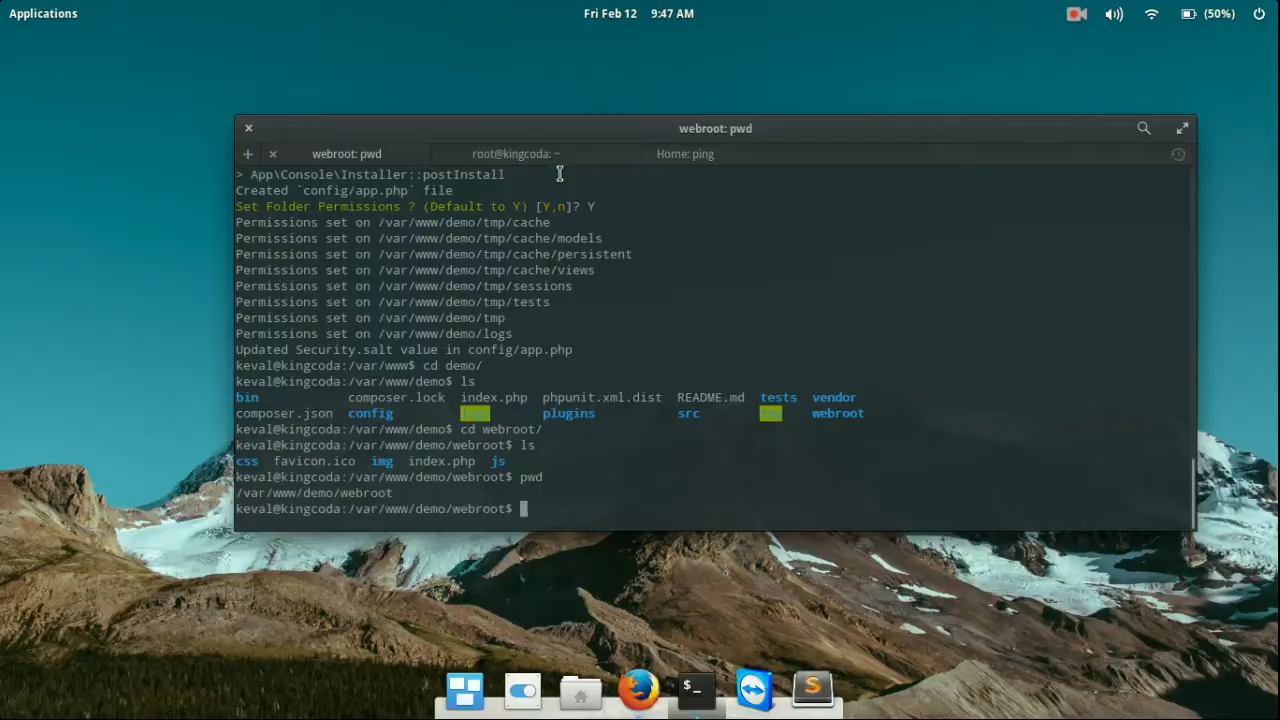 Applications
Fri Feb 12 9:47 AM
(50%)
webroot: pwd
webroot: pwd
root@kingcoda: ~
Home: ping
> App\Console\Installer::postInstall
Created `config/app.php` file
Set Folder Permissions ? (Default to Y) [Y,n]? Y
Permissions set on /var/www/demo/tmp/cache
Permissions set on /var/www/demo/tmp/cache/models
Permissions set on /var/www/demo/tmp/cache/persistent
Permissions set on /var/www/demo/tmp/cache/views
Permissions set on /var/www/demo/tmp/sessions
Permissions set on /var/www/demo/tmp/tests
Permissions set on /var/www/demo/tmp
Permissions set on /var/www/demo/logs
Updated Security.salt value in config/app.php
keval@kingcoda:/var/www$ cd demo/
keval@kingcoda:/var/www/demo$ ls
bin composer.lock index.php phpunit.xml.dist README.md tests vendor
composer.json config logs plugins src tmp webroot
keval@kingcoda:/var/www/demo$ cd webroot/
keval@kingcoda:/var/www/demo/webroot$ ls
css favicon.ico img index.php js
keval@kingcoda:/var/www/demo/webroot$ pwd
/var/www/demo/webroot
keval@kingcoda:/var/www/demo/webroot$
$_
S